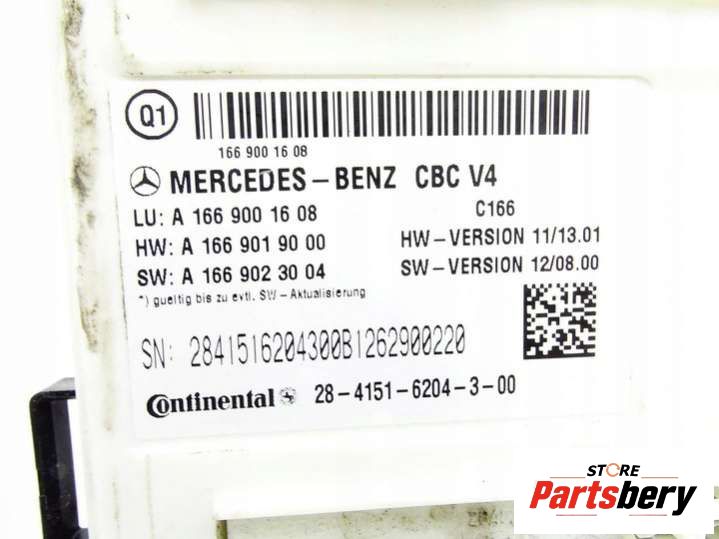 Q1
166 900 16 08
MERCEDES-BENZ CBC V4
LU: A 166 900 16 08 C166
HW: A 166 901 90 00 HW-VERSION 11/13.01
SW: A 166 902 30 04 SW-VERSION 12/08.00
*) gueltig bis zu evtl. SW-Aktualisierung
SN: 2841516204300B1262900220
Continental 28-4151-6204-3-00
STORE
Partsbery